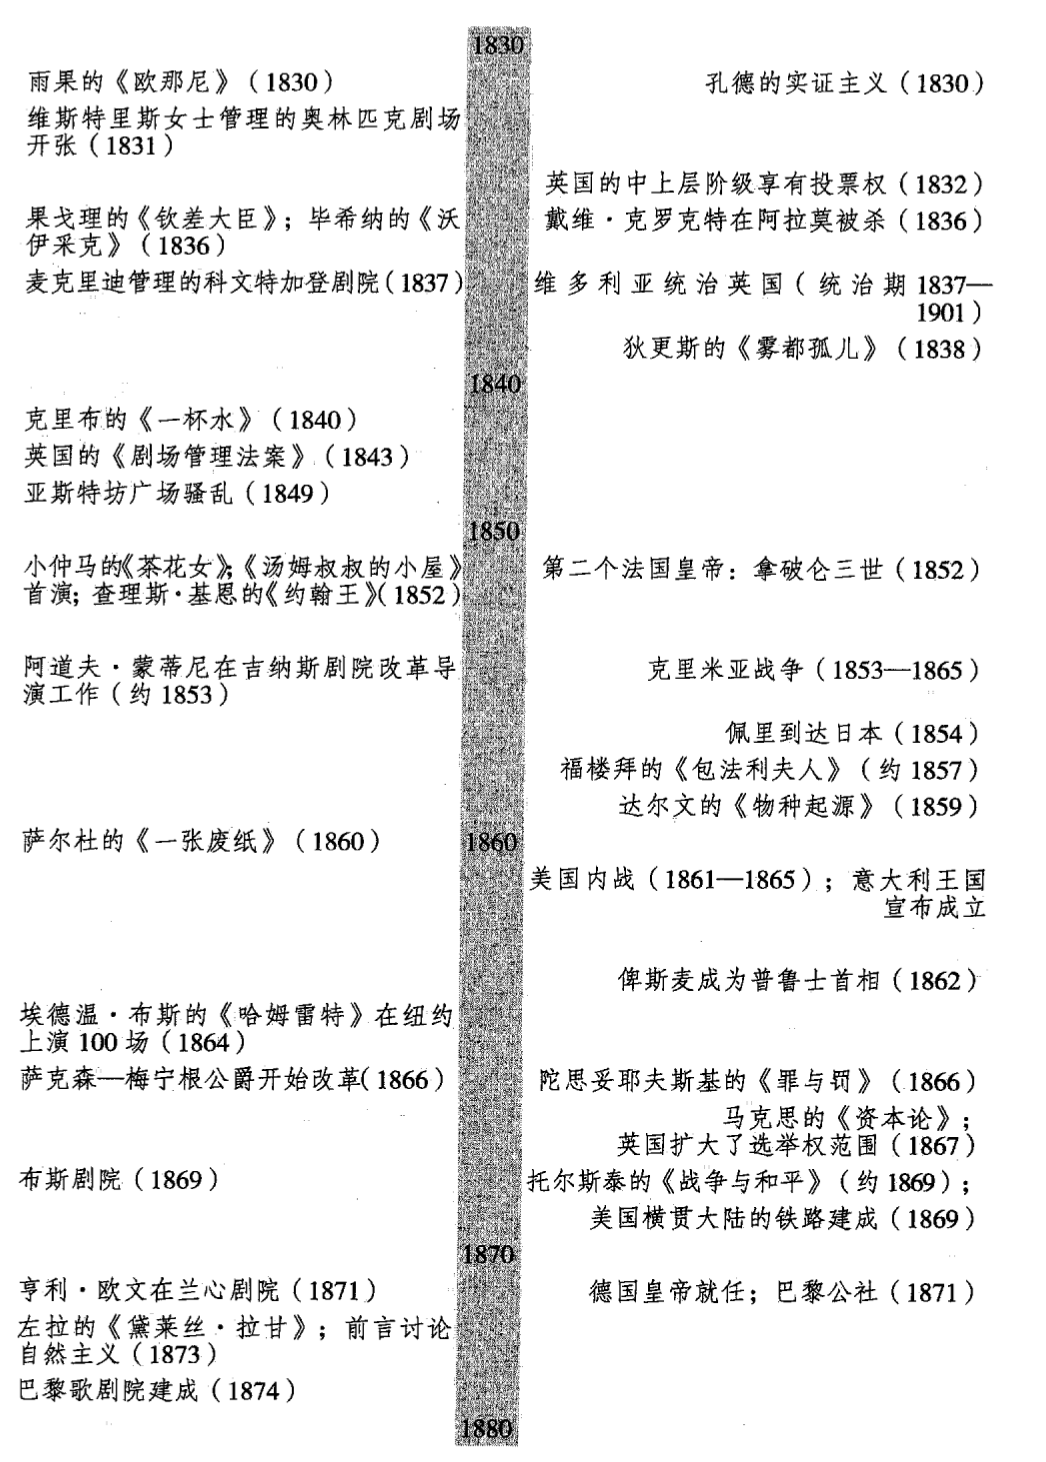 1830
雨果的《欧那尼》（1830）
孔德的实证主义（1830）
维斯特里斯女士管理的奥林匹克剧场
开张（1831）
英国的中上层阶级享有投票权（1832）
果戈理的《钦差大臣》；毕希纳的《沃
伊采克》（1836）
戴维·克罗克特在阿拉莫被杀（1836）
麦克里迪管理的科文特加登剧院（1837）
维多利亚统治英国（统治期1837—
1901）
狄更斯的《雾都孤儿》（1838）
1840
克里布的《一杯水》（1840）
英国的《剧场管理法案》（1843）
亚斯特坊广场骚乱（1849）
1850
小仲马的《茶花女》；《汤姆叔叔的小屋》
首演；查理斯·基恩的《约翰王》（1852）
第二个法国皇帝：拿破仑三世（1852）
阿道夫·蒙蒂尼在吉纳斯剧院改革导
演工作（约1853）
克里米亚战争（1853—1865）
佩里到达日本（1854）
福楼拜的《包法利夫人》（约1857）
达尔文的《物种起源》（1859）
萨尔杜的《一张废纸》（1860）
1860
美国内战（1861—1865）；意大利王国
宣布成立
俾斯麦成为普鲁士首相（1862）
埃德温·布斯的《哈姆雷特》在纽约
上演100场（1864）
萨克森—梅宁根公爵开始改革（1866）
陀思妥耶夫斯基的《罪与罚》（1866）
马克思的《资本论》；
英国扩大了选举权范围（1867）
布斯剧院（1869）
托尔斯泰的《战争与和平》（约1869）；
美国横贯大陆的铁路建成（1869）
1870
亨利·欧文在兰心剧院（1871）
德国皇帝就任；巴黎公社（1871）
左拉的《黛莱丝·拉甘》；前言讨论
自然主义（1873）
巴黎歌剧院建成（1874）
1880